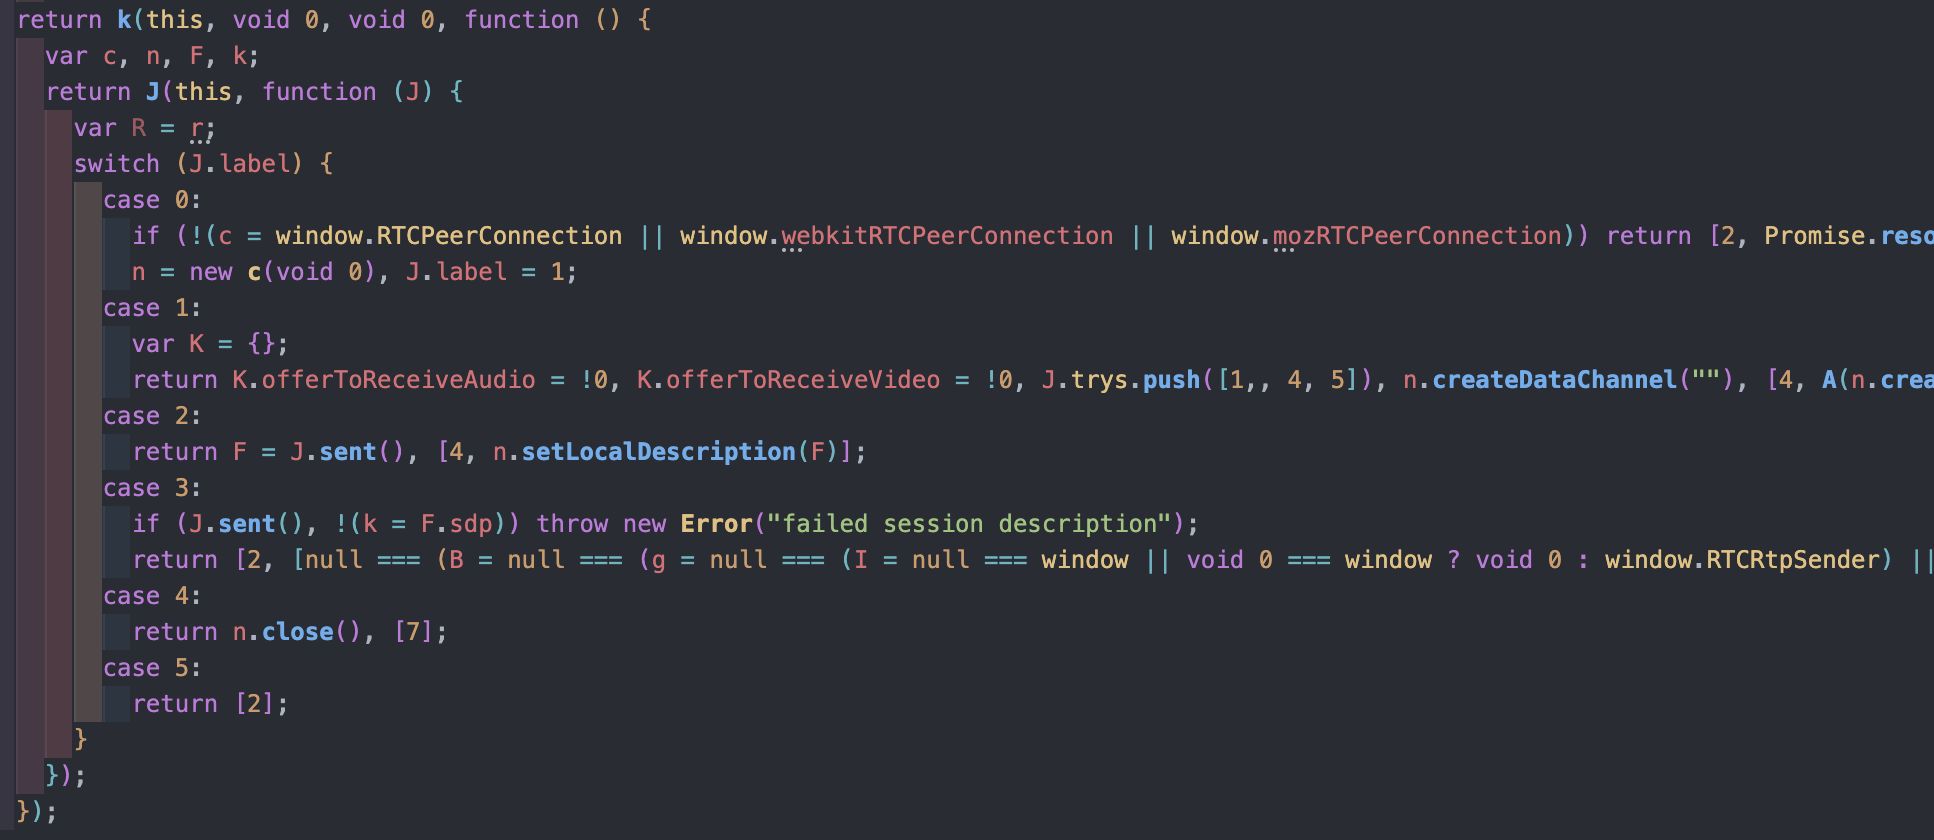 return k(this, void 0, void 0, function () {
var c, n, F, k;
return J(this, function (J) {
var R = r;
switch (J.label) {
case 0:
if (!(c = window.RTCPeerConnection || window.webkitRTCPeerConnection || window.mozRTCPeerConnection)) return [2, Promise.reso
n = new c(void 0), J.label = 1;
case 1:
var K = {};
return K.offerToReceiveAudio = !0, K.offerToReceiveVideo = !0, J.trys.push([1,, 4, 5]), n.createDataChannel(""), [4, A(n.crea
case 2:
return F = J.sent(), [4, n.setLocalDescription(F)];
case 3:
if (J.sent(), !(k = F.sdp)) throw new Error("failed session description");
return [2, [null === (B = null === (g = null === (I = null === window || void 0 === window ? void 0 : window.RTCRtpSender) ||
case 4:
return n.close(), [7];
case 5:
return [2];
}
});
});